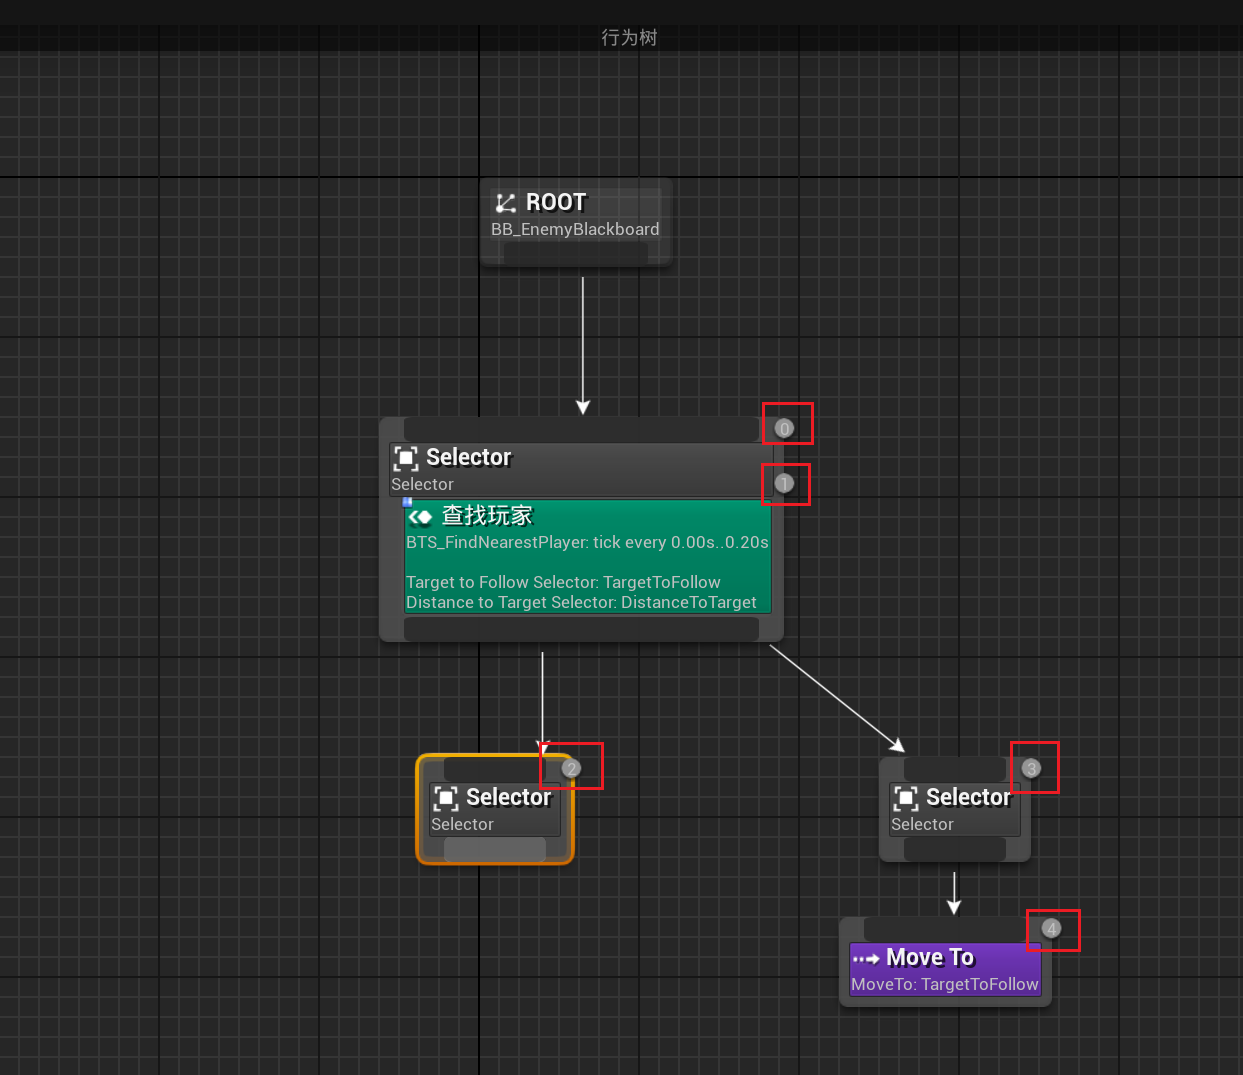 行为树
ROOT
BB_EnemyBlackboard
0
Selector
1
Selector
查找玩家
BTS_FindNearestPlayer: tick every 0.00s..0.20s
Target to Follow Selector: TargetToFollow
Distance to Target Selector: DistanceToTarget
2
Selector
Selector
3
Selector
Selector
4
Move To
MoveTo: TargetToFollow